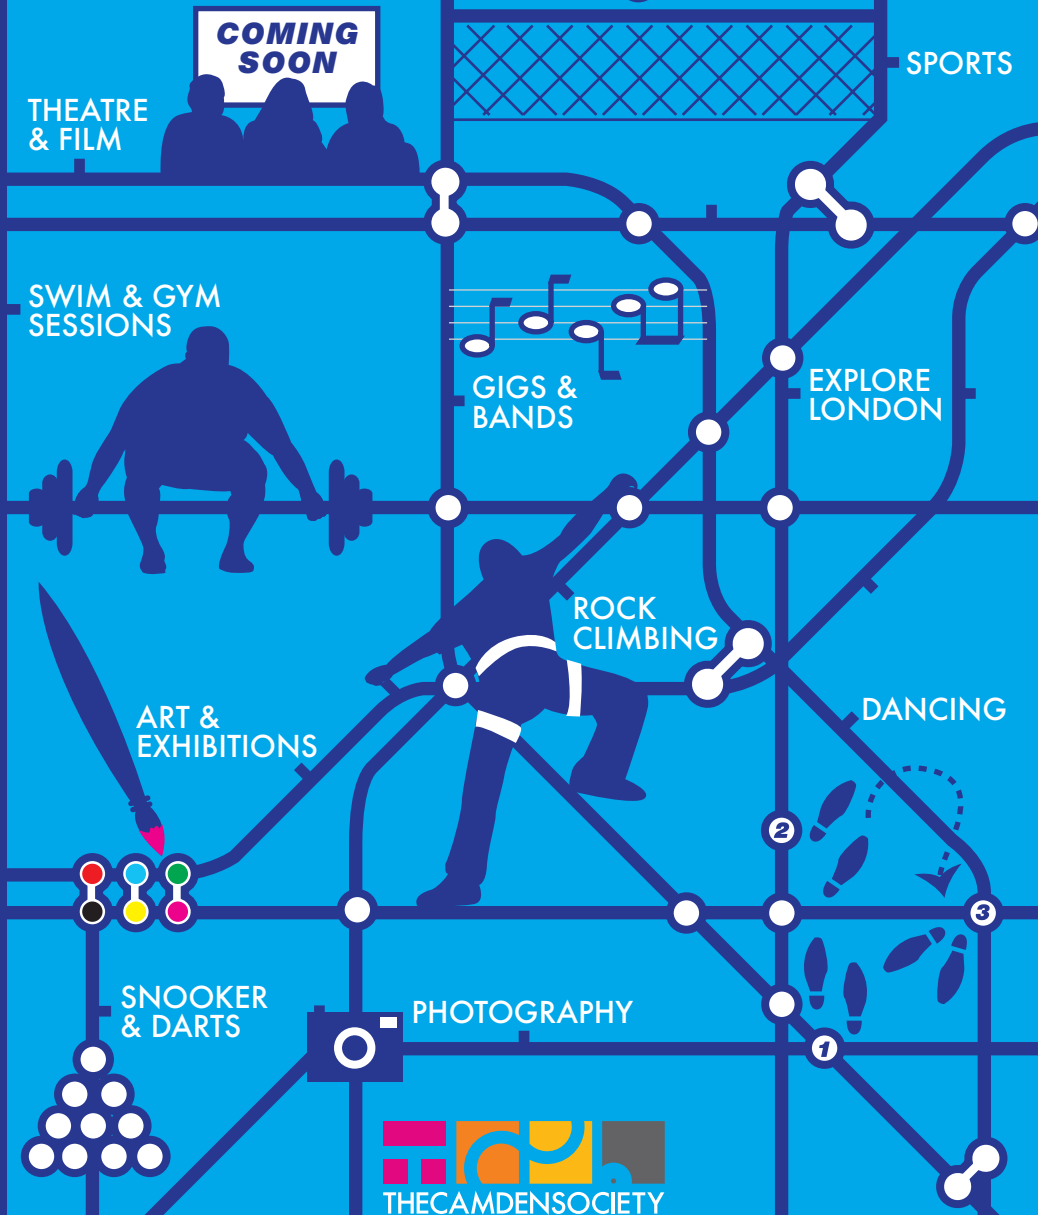 COMING
SOON
SPORTS
THEATRE
& FILM
SWIM & GYM
SESSIONS
GIGS &
BANDS
EXPLORE
LONDON
ROCK
CLIMBING
ART &
EXHIBITIONS
DANCING
2
3
SNOOKER
& DARTS
PHOTOGRAPHY
1
THECAMDENSOCIETY